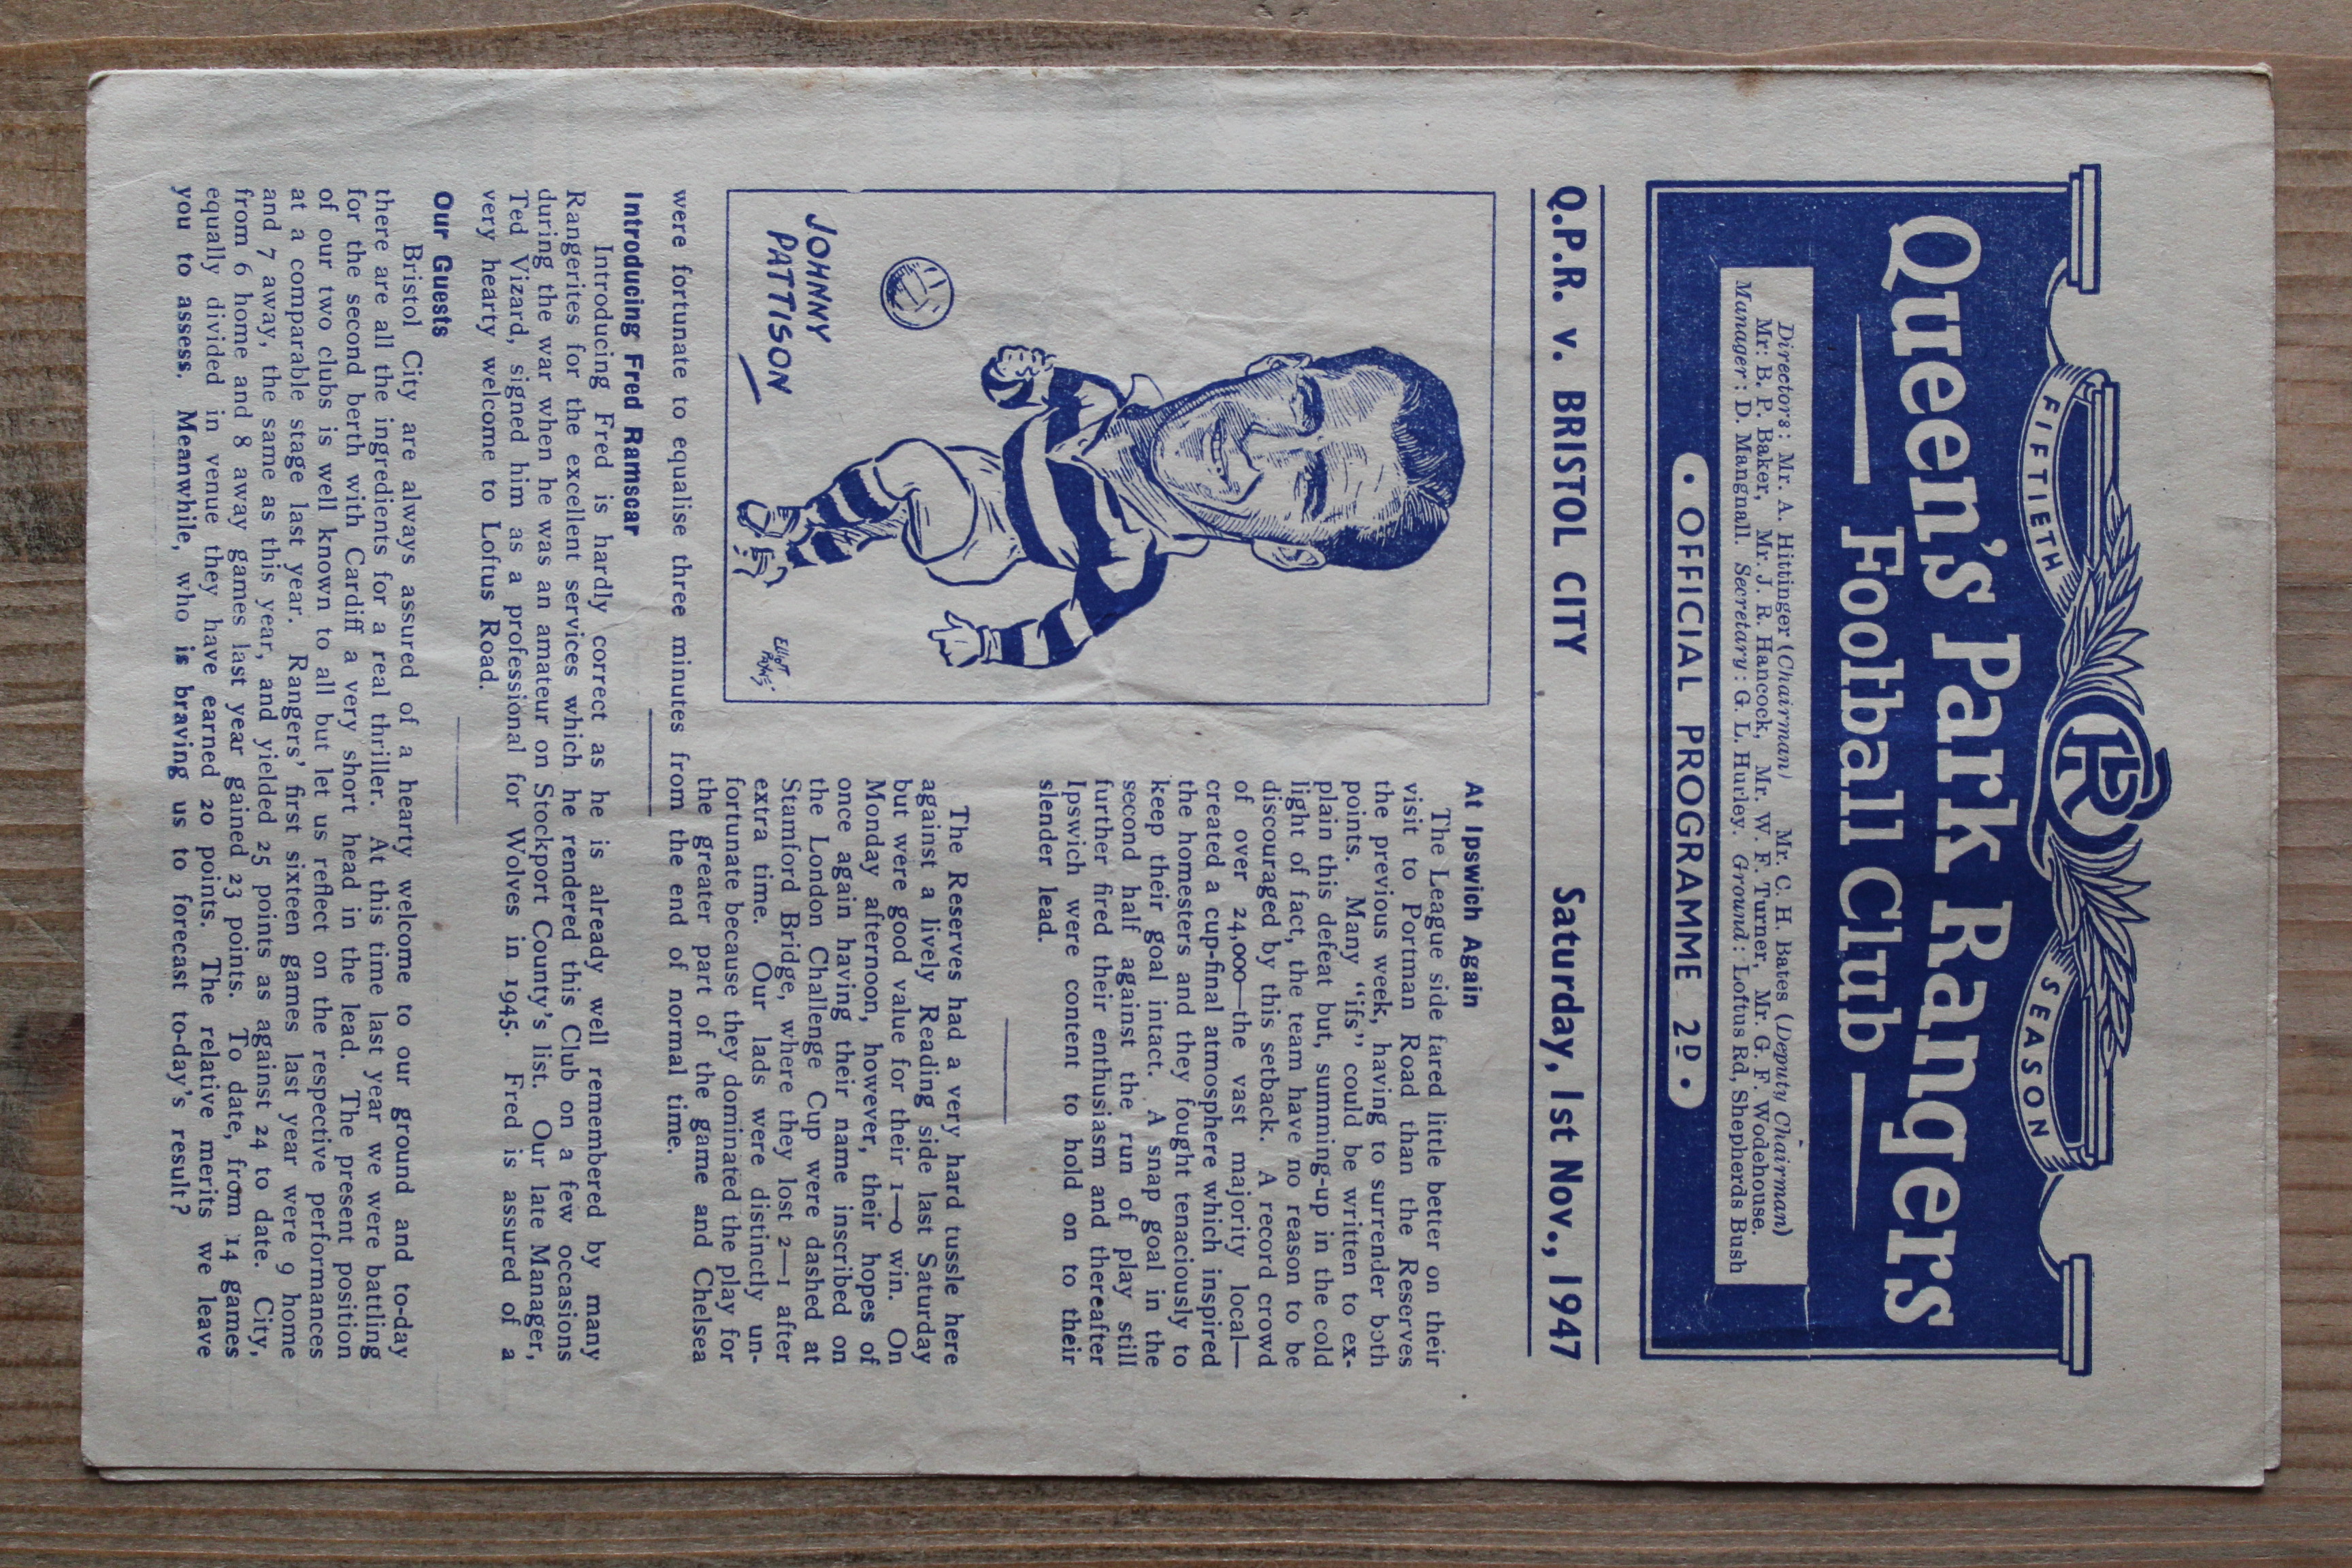 FIFTIETH SEASON
QPR
Queen's Park Rangers
Football Club
Directors: Mr. A. Hittinger (Chairman) Mr. C. H. Bates (Deputy Chairman)
Mr. B. P. Baker, Mr. J. R. Hancock, Mr. W. F. Turner, Mr. G. F. Wodehouse.
Manager: D. Mangnall. Secretary: G. L. Hurley. Ground: Loftus Rd, Shepherds Bush
• OFFICIAL PROGRAMME 2D •
Q.P.R. v. BRISTOL CITY Saturday, 1st Nov., 1947
JOHNNY
PATTISON
Elliott
Payne
At Ipswich Again
The League side fared little better on their
visit to Portman Road than the Reserves
the previous week, having to surrender both
points. Many “ifs” could be written to ex-
plain this defeat but, summing-up in the cold
light of fact, the team have no reason to be
discouraged by this setback. A record crowd
of over 24,000—the vast majority local—
created a cup-final atmosphere which inspired
the homesters and they fought tenaciously to
keep their goal intact. A snap goal in the
second half against the run of play still
further fired their enthusiasm and thereafter
Ipswich were content to hold on to their
slender lead.
The Reserves had a very hard tussle here
against a lively Reading side last Saturday
but were good value for their 1—0 win. On
Monday afternoon, however, their hopes of
once again having their name inscribed on
the London Challenge Cup were dashed at
Stamford Bridge, where they lost 2—1 after
extra time. Our lads were distinctly un-
fortunate because they dominated the play for
the greater part of the game and Chelsea
were fortunate to equalise three minutes from the end of normal time.
Introducing Fred Ramscar
Introducing Fred is hardly correct as he is already well remembered by many
Rangerites for the excellent services which he rendered this Club on a few occasions
during the war when he was an amateur on Stockport County's list. Our late Manager,
Ted Vizard, signed him as a professional for Wolves in 1945. Fred is assured of a
very hearty welcome to Loftus Road.
Our Guests
Bristol City are always assured of a hearty welcome to our ground and to-day
there are all the ingredients for a real thriller. At this time last year we were battling
for the second berth with Cardiff a very short head in the lead. The present position
of our two clubs is well known to all but let us reflect on the respective performances
at a comparable stage last year. Rangers' first sixteen games last year were 9 home
and 7 away, the same as this year, and yielded 25 points as against 24 to date. City,
from 6 home and 8 away games last year gained 23 points. To date, from 14 games
equally divided in venue they have earned 20 points. The relative merits we leave
you to assess. Meanwhile, who is braving us to forecast to-day's result?